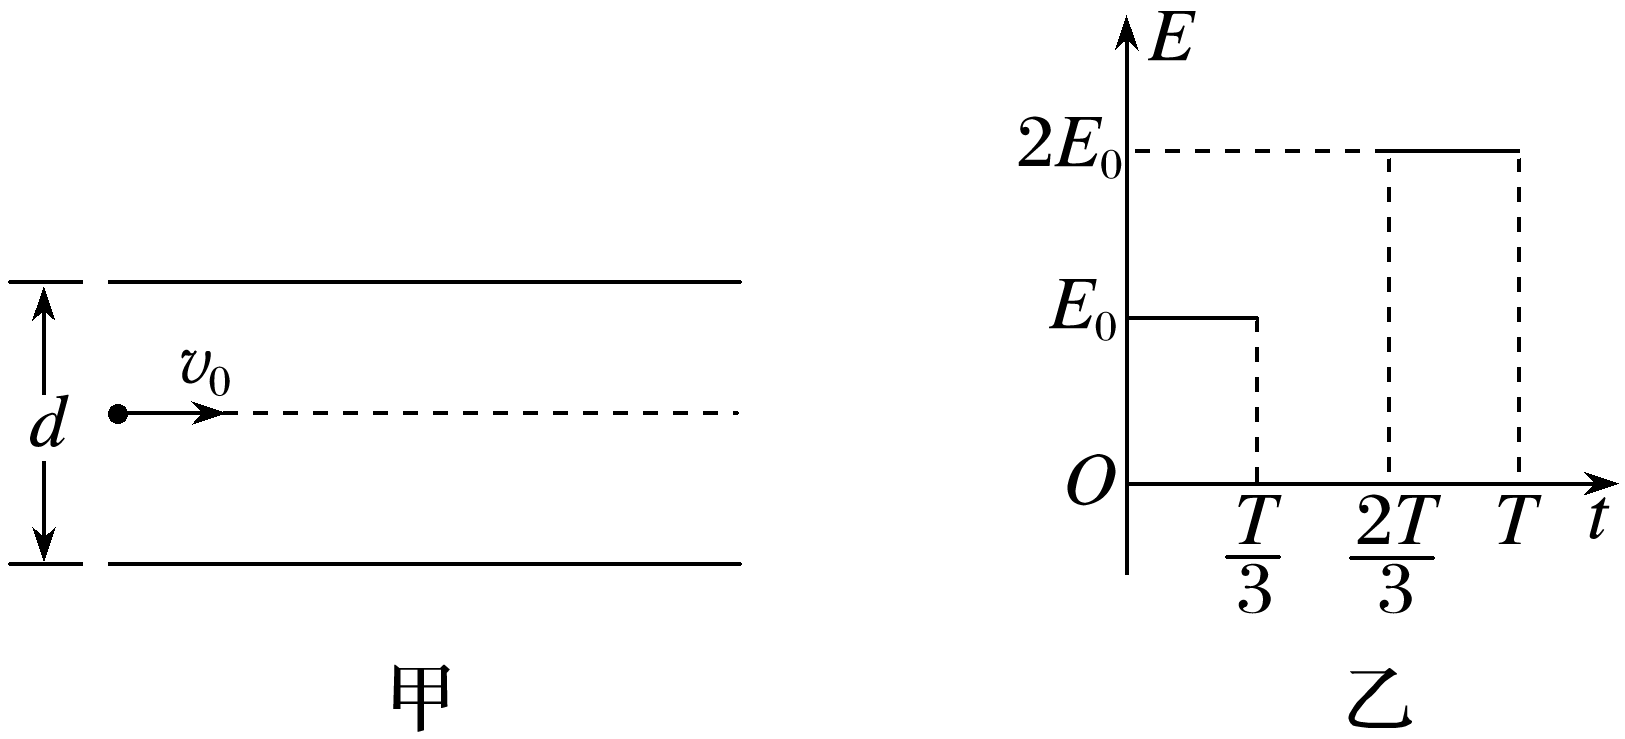 v₀
d
甲
E
2E₀
E₀
O
T/3
2T/3
T
t
乙